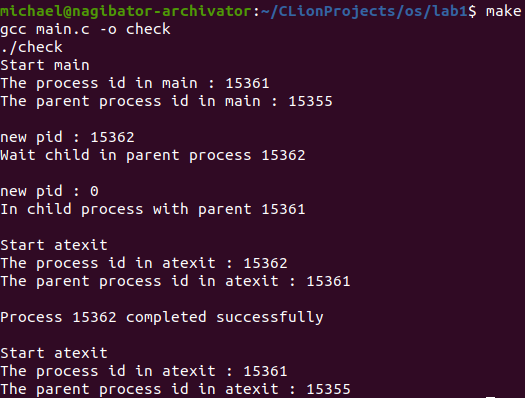 michael@nagibator-archivator:~/CLionProjects/os/lab1$ make
gcc main.c -o check
./check
Start main
The process id in main : 15361
The parent process id in main : 15355
new pid : 15362
Wait child in parent process 15362
new pid : 0
In child process with parent 15361
Start atexit
The process id in atexit : 15362
The parent process id in atexit : 15361
Process 15362 completed successfully
Start atexit
The process id in atexit : 15361
The parent process id in atexit : 15355